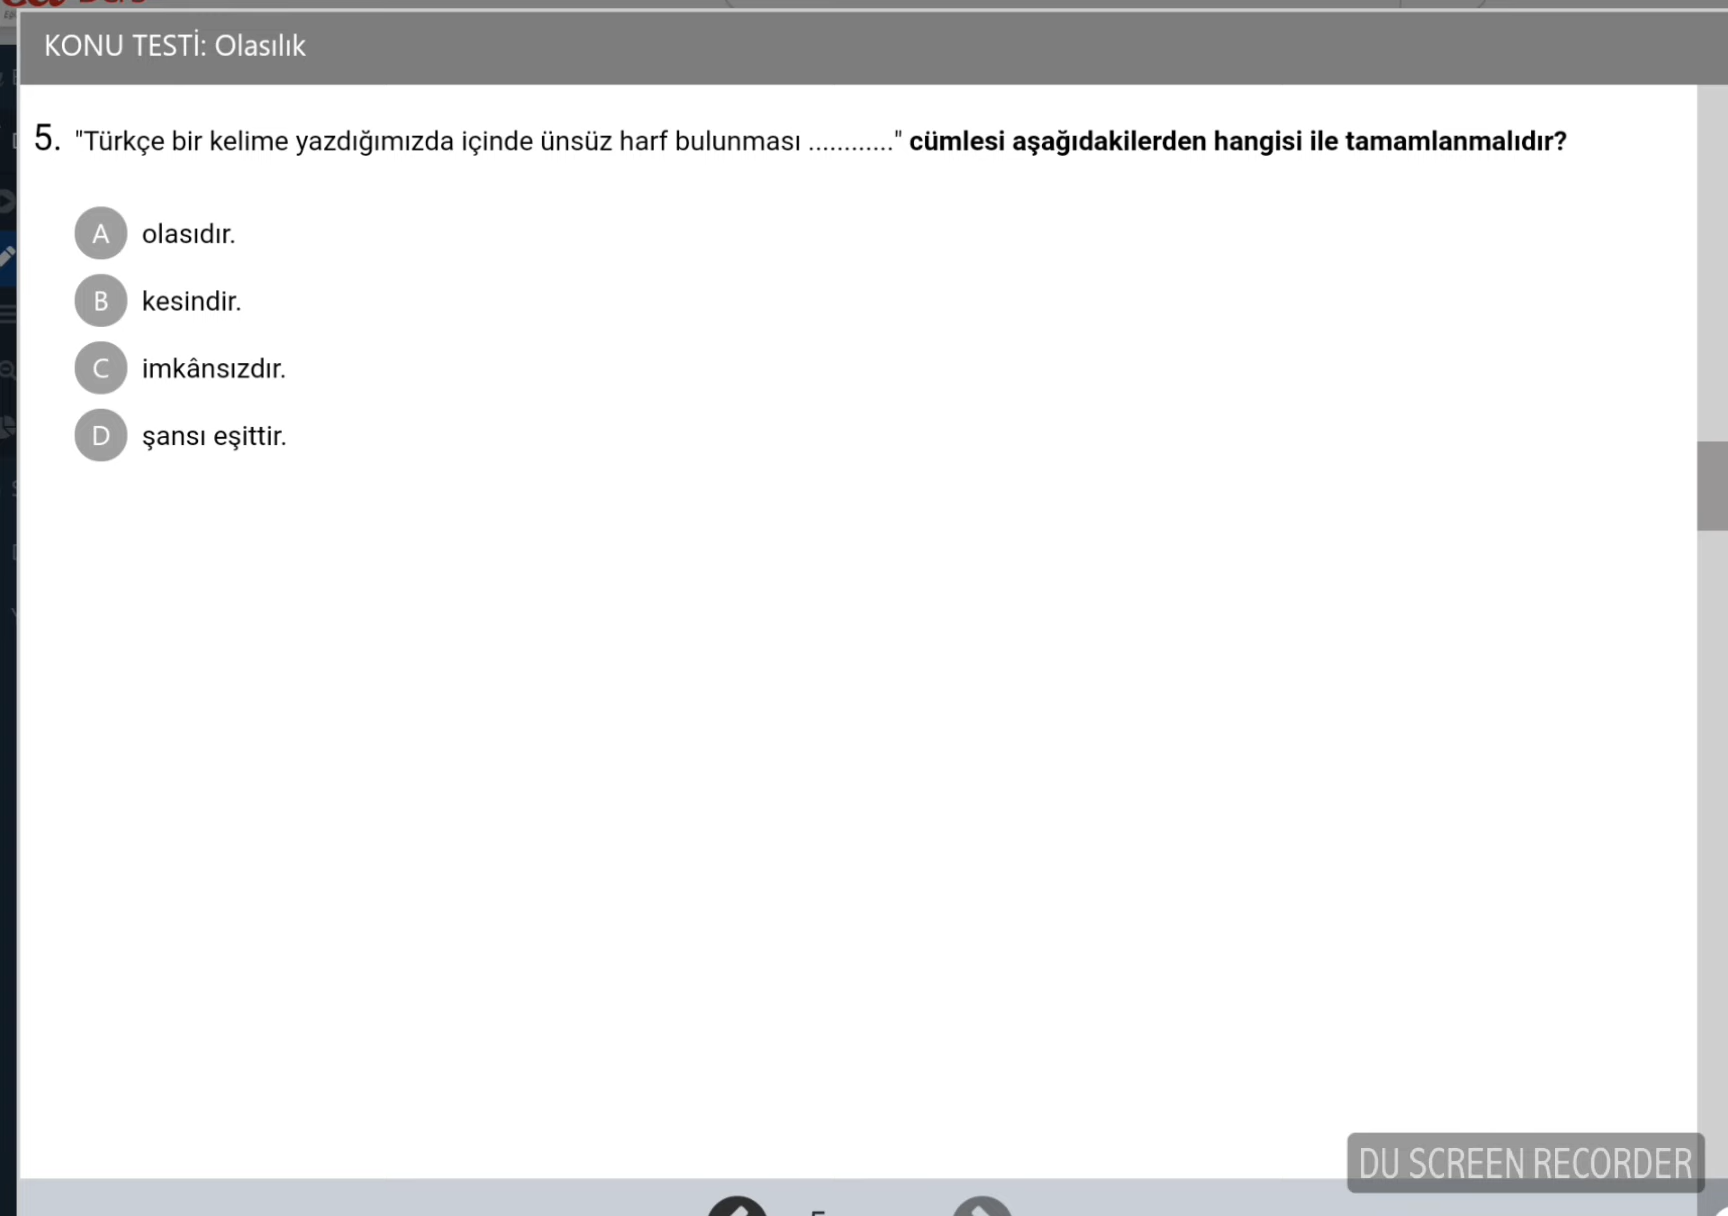 KONU TESTİ: Olasılık
5. "Türkçe bir kelime yazdığımızda içinde ünsüz harf bulunması ............" cümlesi aşağıdakilerden hangisi ile tamamlanmalıdır?
A olasıdır.
B kesindir.
C imkânsızdır.
D şansı eşittir.
DU SCREEN RECORDER